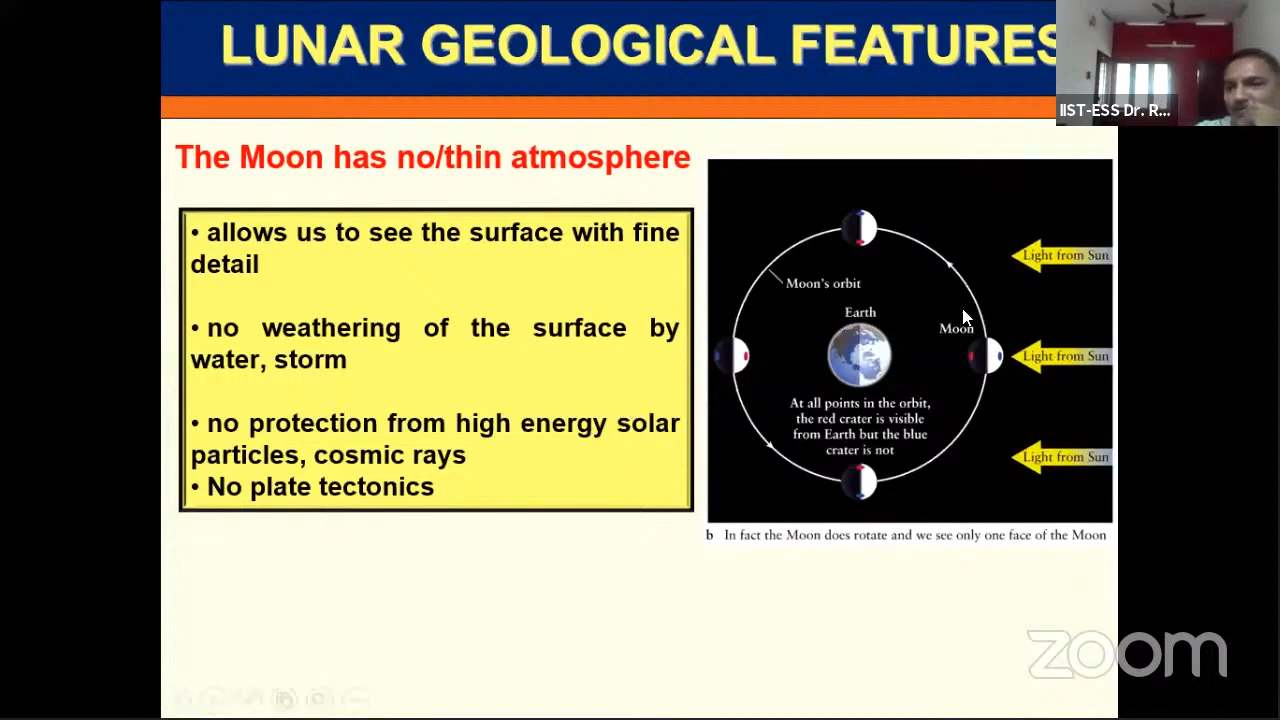 LUNAR GEOLOGICAL FEATURES
IIST-ESS Dr. R...
The Moon has no/thin atmosphere
• allows us to see the surface with fine
detail
• no weathering of the surface by
water, storm
• no protection from high energy solar
particles, cosmic rays
• No plate tectonics
Light from Sun
Moon's orbit
Earth
Moon
Light from Sun
At all points in the orbit,
the red crater is visible
from Earth but the blue
crater is not
Light from Sun
b In fact the Moon does rotate and we see only one face of the Moon
zoom